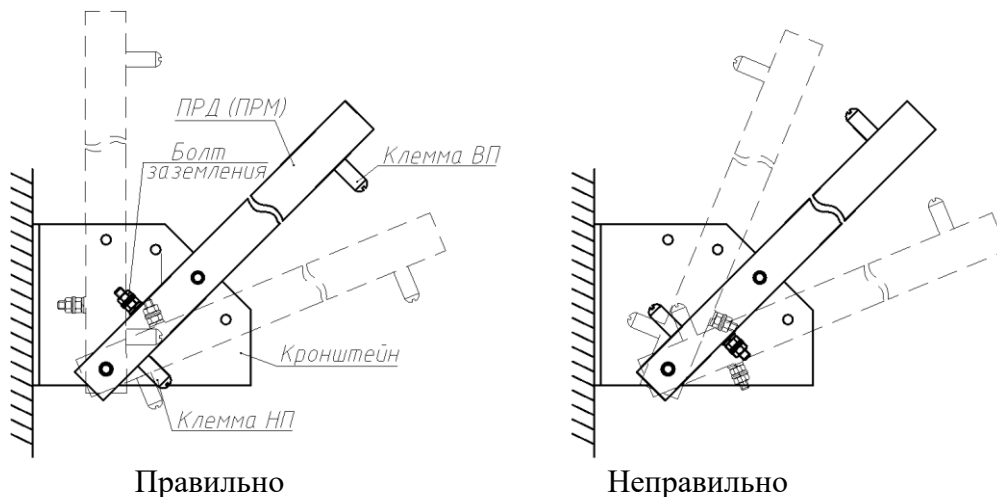 ПРД (ПРМ)
Болт
заземления
Клемма ВП
Кронштейн
Клемма НП
Правильно
Неправильно